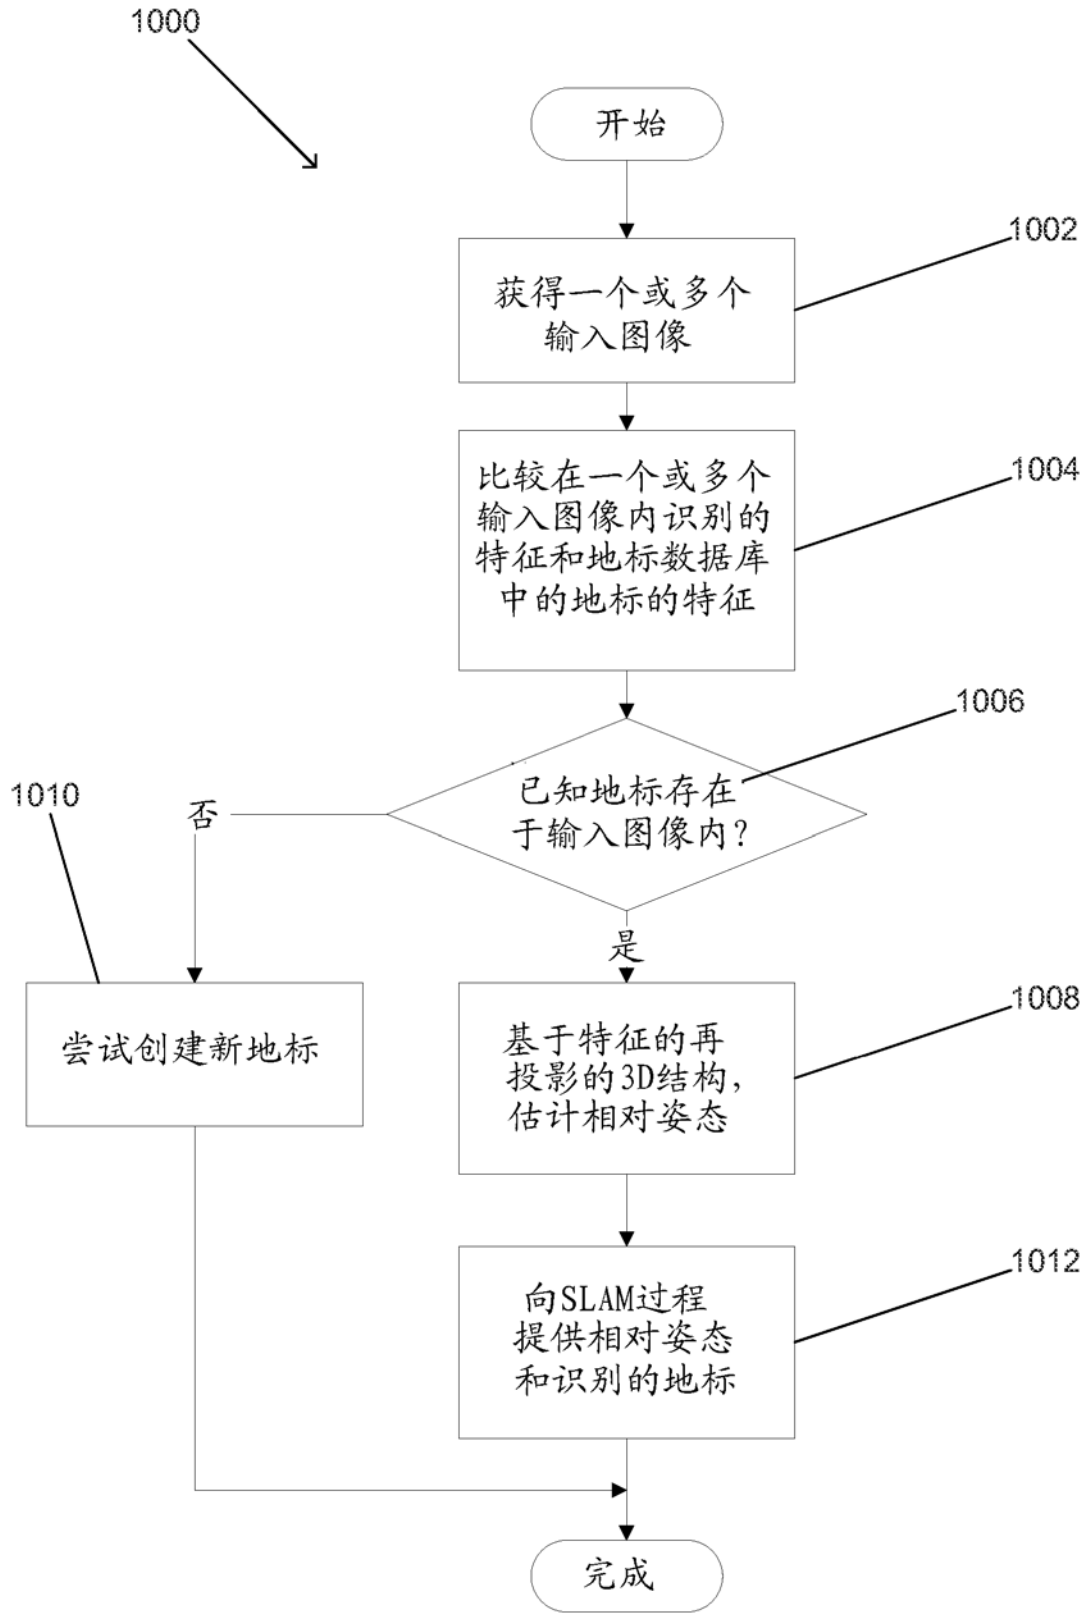 1000
开始
1002
获得一个或多个
输入图像
1004
比较在一个或多个
输入图像内识别的
特征和地标数据库
中的地标的特征
1006
已知地标存在
于输入图像内?
否
1010
是
尝试创建新地标
1008
基于特征的再
投影的3D结构,
估计相对姿态
1012
向SLAM过程
提供相对姿态
和识别的地标
完成